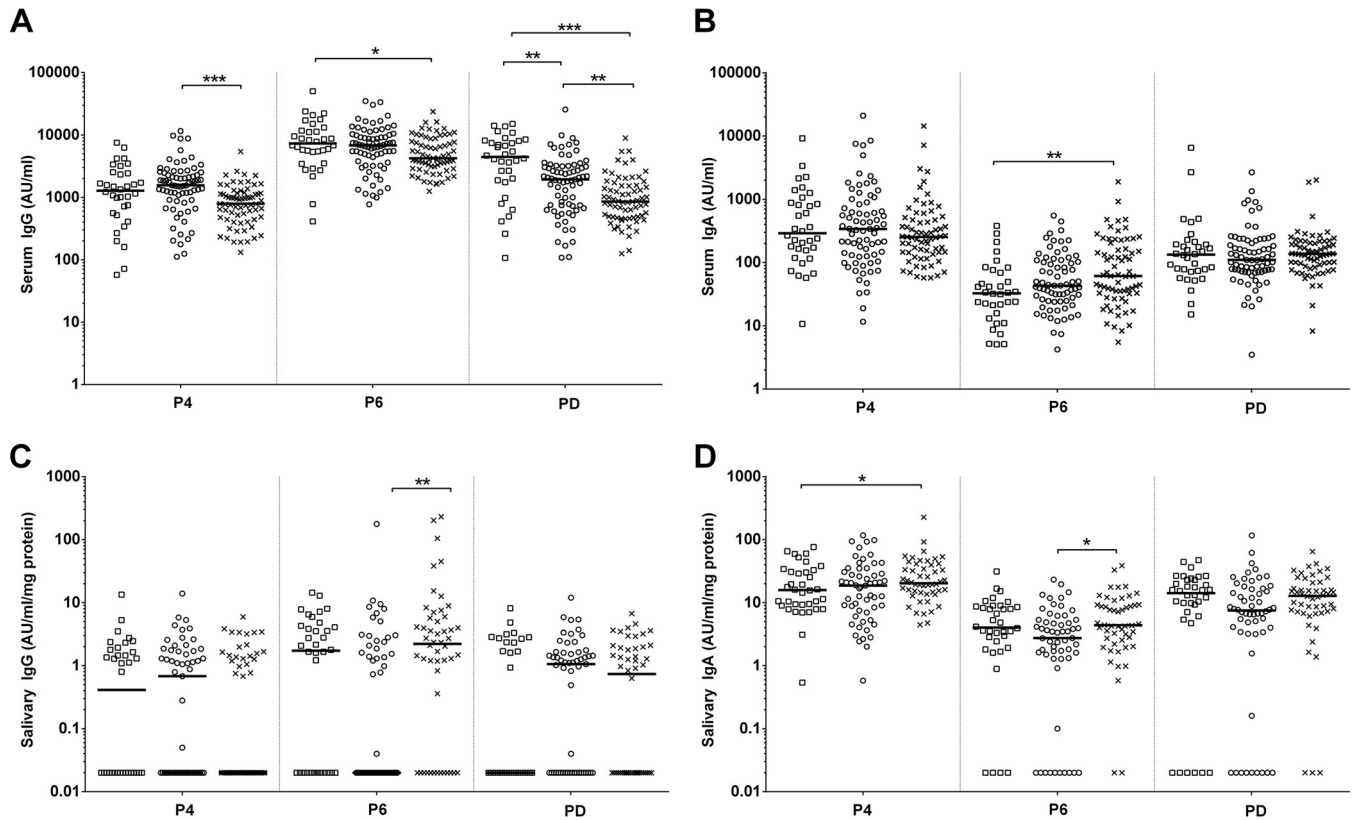 A
Serum IgG (AU/ml)
100000
10000
1000
100
10
1
***
*
***
**
**
P4
P6
PD
B
Serum IgA (AU/ml)
100000
10000
1000
100
10
1
**
P4
P6
PD
C
Salivary IgG (AU/ml/mg protein)
1000
100
10
1
0.1
0.01
**
P4
P6
PD
D
Salivary IgA (AU/ml/mg protein)
1000
100
10
1
0.1
0.01
*
*
P4
P6
PD